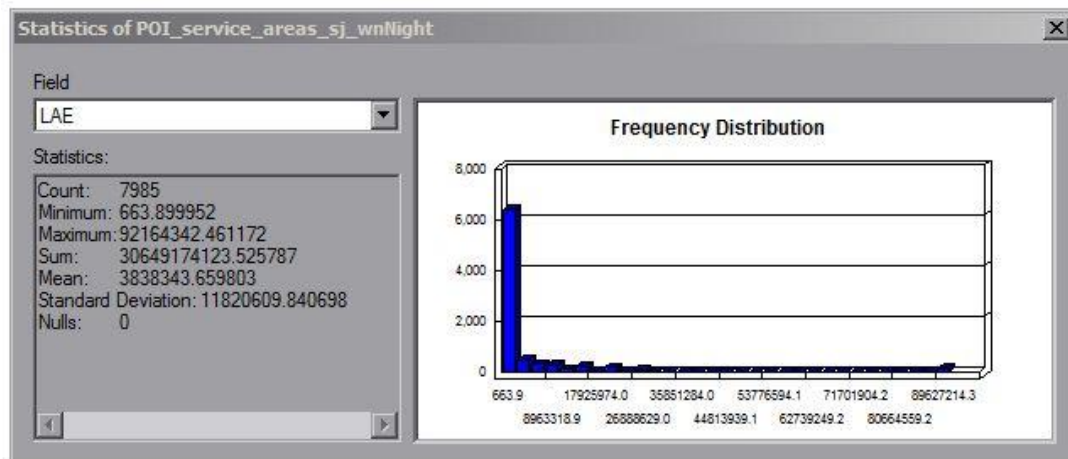 Statistics of POI_service_areas_sj_wnNight
Field
LAE
Statistics:
Count: 7985
Minimum: 663.899952
Maximum: 92164342.461172
Sum: 30649174123.525787
Mean: 3838343.659803
Standard Deviation: 11820609.840698
Nulls: 0
Frequency Distribution
8,000
6,000
4,000
2,000
0
663.9 17925974.0 35851284.0 53776594.1 71701904.2 89627214.3
8963318.9 26888629.0 44813939.1 62739249.2 80664559.2